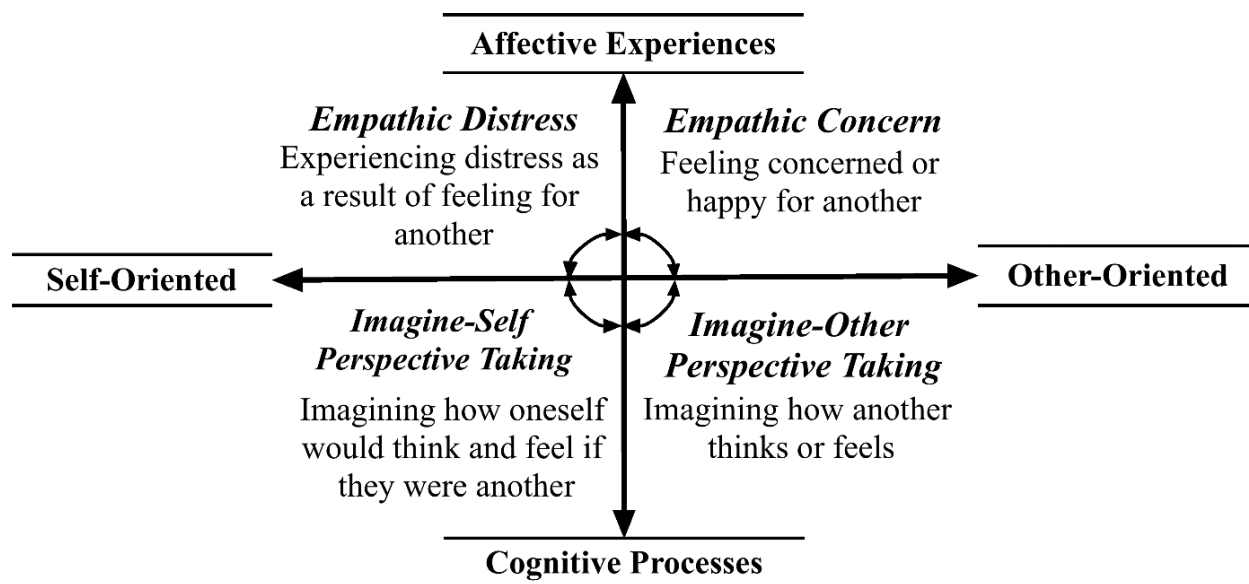 Affective Experiences
Empathic Distress
Experiencing distress as
a result of feeling for
another
Empathic Concern
Feeling concerned or
happy for another
Self-Oriented
Other-Oriented
Imagine-Self
Perspective Taking
Imagining how oneself
would think and feel if
they were another
Imagine-Other
Perspective Taking
Imagining how another
thinks or feels
Cognitive Processes